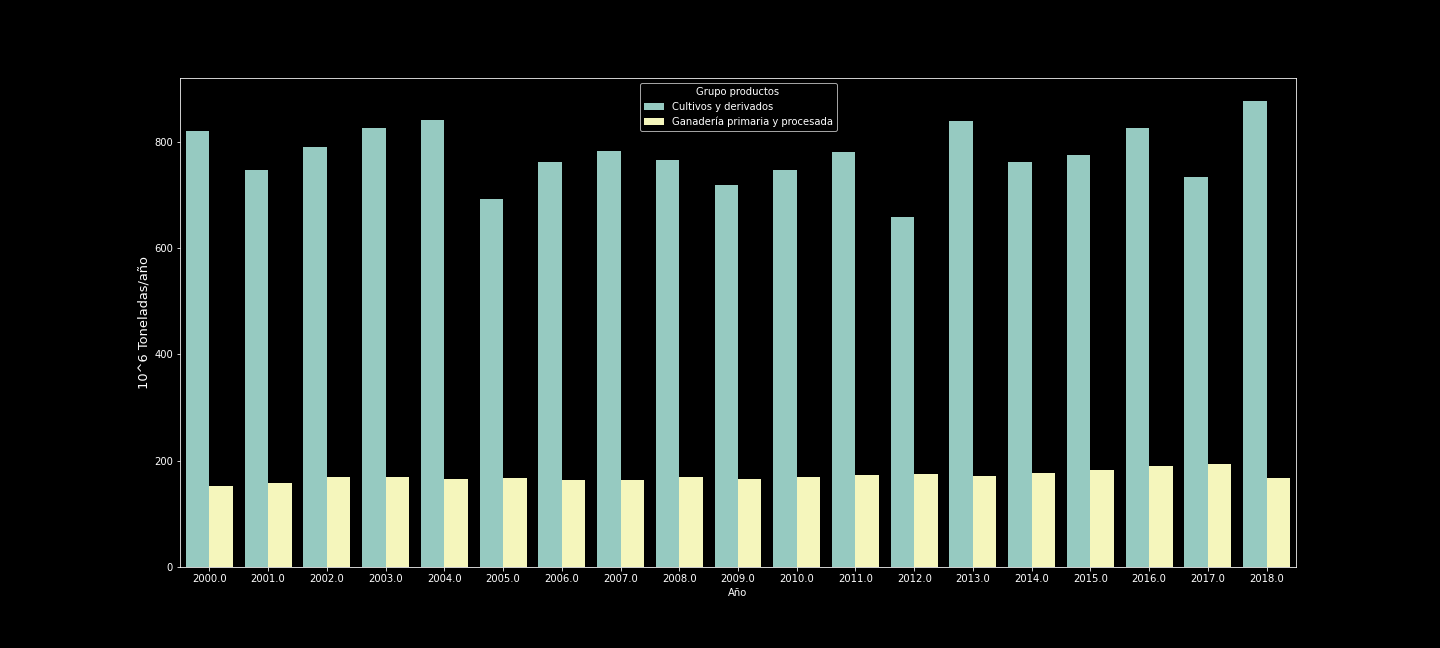 Grupo productos
Cultivos y derivados
Ganadería primaria y procesada
800
600
400
200
0
10^6 Toneladas/año
2000.0 2001.0 2002.0 2003.0 2004.0 2005.0 2006.0 2007.0 2008.0 2009.0 2010.0 2011.0 2012.0 2013.0 2014.0 2015.0 2016.0 2017.0 2018.0
Año